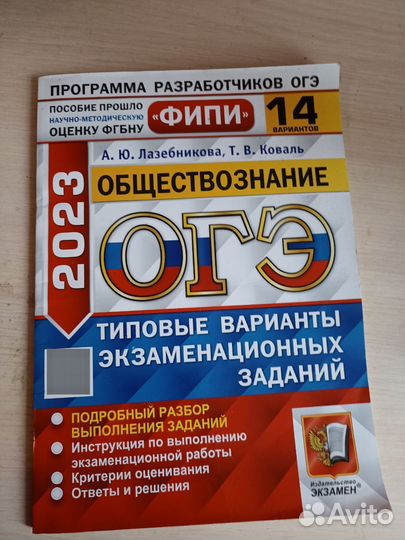 ПРОГРАММА РАЗРАБОТЧИКОВ ОГЭ
ПОСОБИЕ ПРОШЛО
НАУЧНО-МЕТОДИЧЕСКУЮ
ОЦЕНКУ ФГБНУ
«ФИПИ»
14
ВАРИАНТОВ
А. Ю. Лазебникова, Т. В. Коваль
2023
ОБЩЕСТВОЗНАНИЕ
ОГЭ
ТИПОВЫЕ ВАРИАНТЫ
ЭКЗАМЕНАЦИОННЫХ
ЗАДАНИЙ
ПОДРОБНЫЙ РАЗБОР
ВЫПОЛНЕНИЯ ЗАДАНИЙ
Инструкция по выполнению
экзаменационной работы
Критерии оценивания
Ответы и решения
Издательство
ЭКЗАМЕН®
Avito